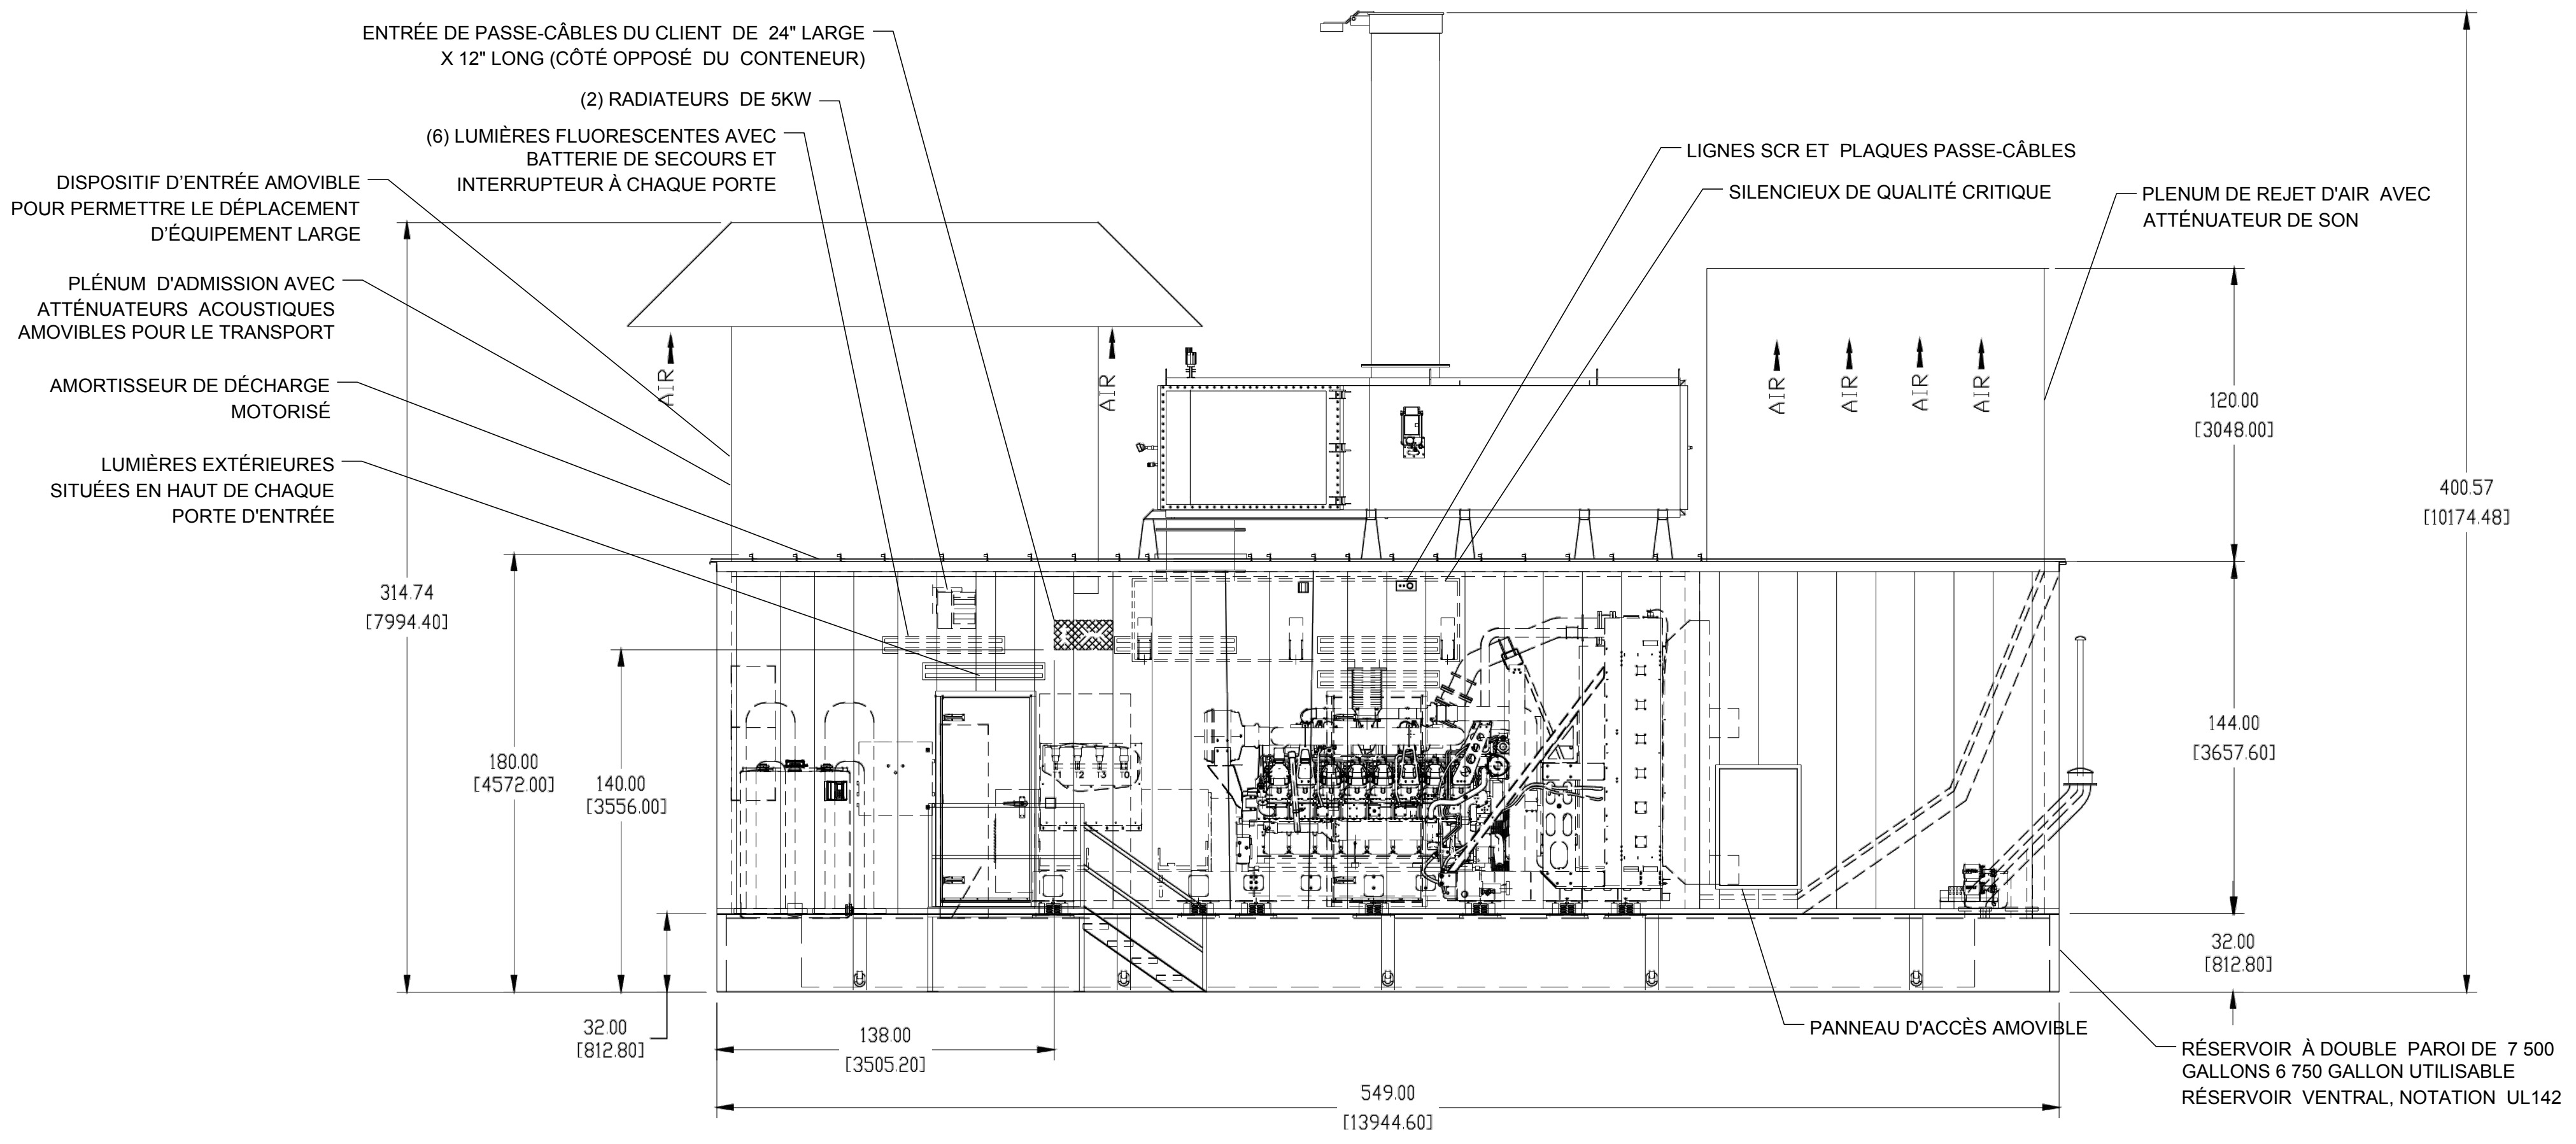 ENTRÉE DE PASSE-CÂBLES DU CLIENT DE 24" LARGE
X 12" LONG (CÔTÉ OPPOSÉ DU CONTENEUR)
(2) RADIATEURS DE 5KW
(6) LUMIÈRES FLUORESCENTES AVEC
BATTERIE DE SECOURS ET
INTERRUPTEUR À CHAQUE PORTE
DISPOSITIF D'ENTRÉE AMOVIBLE
POUR PERMETTRE LE DÉPLACEMENT
D'ÉQUIPEMENT LARGE
PLÉNUM D'ADMISSION AVEC
ATTÉNUATEURS ACOUSTIQUES
AMOVIBLES POUR LE TRANSPORT
AMORTISSEUR DE DÉCHARGE
MOTORISÉ
LUMIÈRES EXTÉRIEURES
SITUÉES EN HAUT DE CHAQUE
PORTE D'ENTRÉE
LIGNES SCR ET PLAQUES PASSE-CÂBLES
SILENCIEUX DE QUALITÉ CRITIQUE
PLENUM DE REJET D'AIR AVEC
ATTÉNUATEUR DE SON
AIR
AIR
AIR
AIR
AIR
AIR
120.00
[3048.00]
400.57
[10174.48]
314.74
[7994.40]
180.00
[4572.00]
140.00
[3556.00]
T1 T2 T3 T0
144.00
[3657.60]
32.00
[812.80]
32.00
[812.80]
138.00
[3505.20]
549.00
[13944.60]
PANNEAU D'ACCÈS AMOVIBLE
RÉSERVOIR À DOUBLE PAROI DE 7 500
GALLONS 6 750 GALLON UTILISABLE
RÉSERVOIR VENTRAL, NOTATION UL142